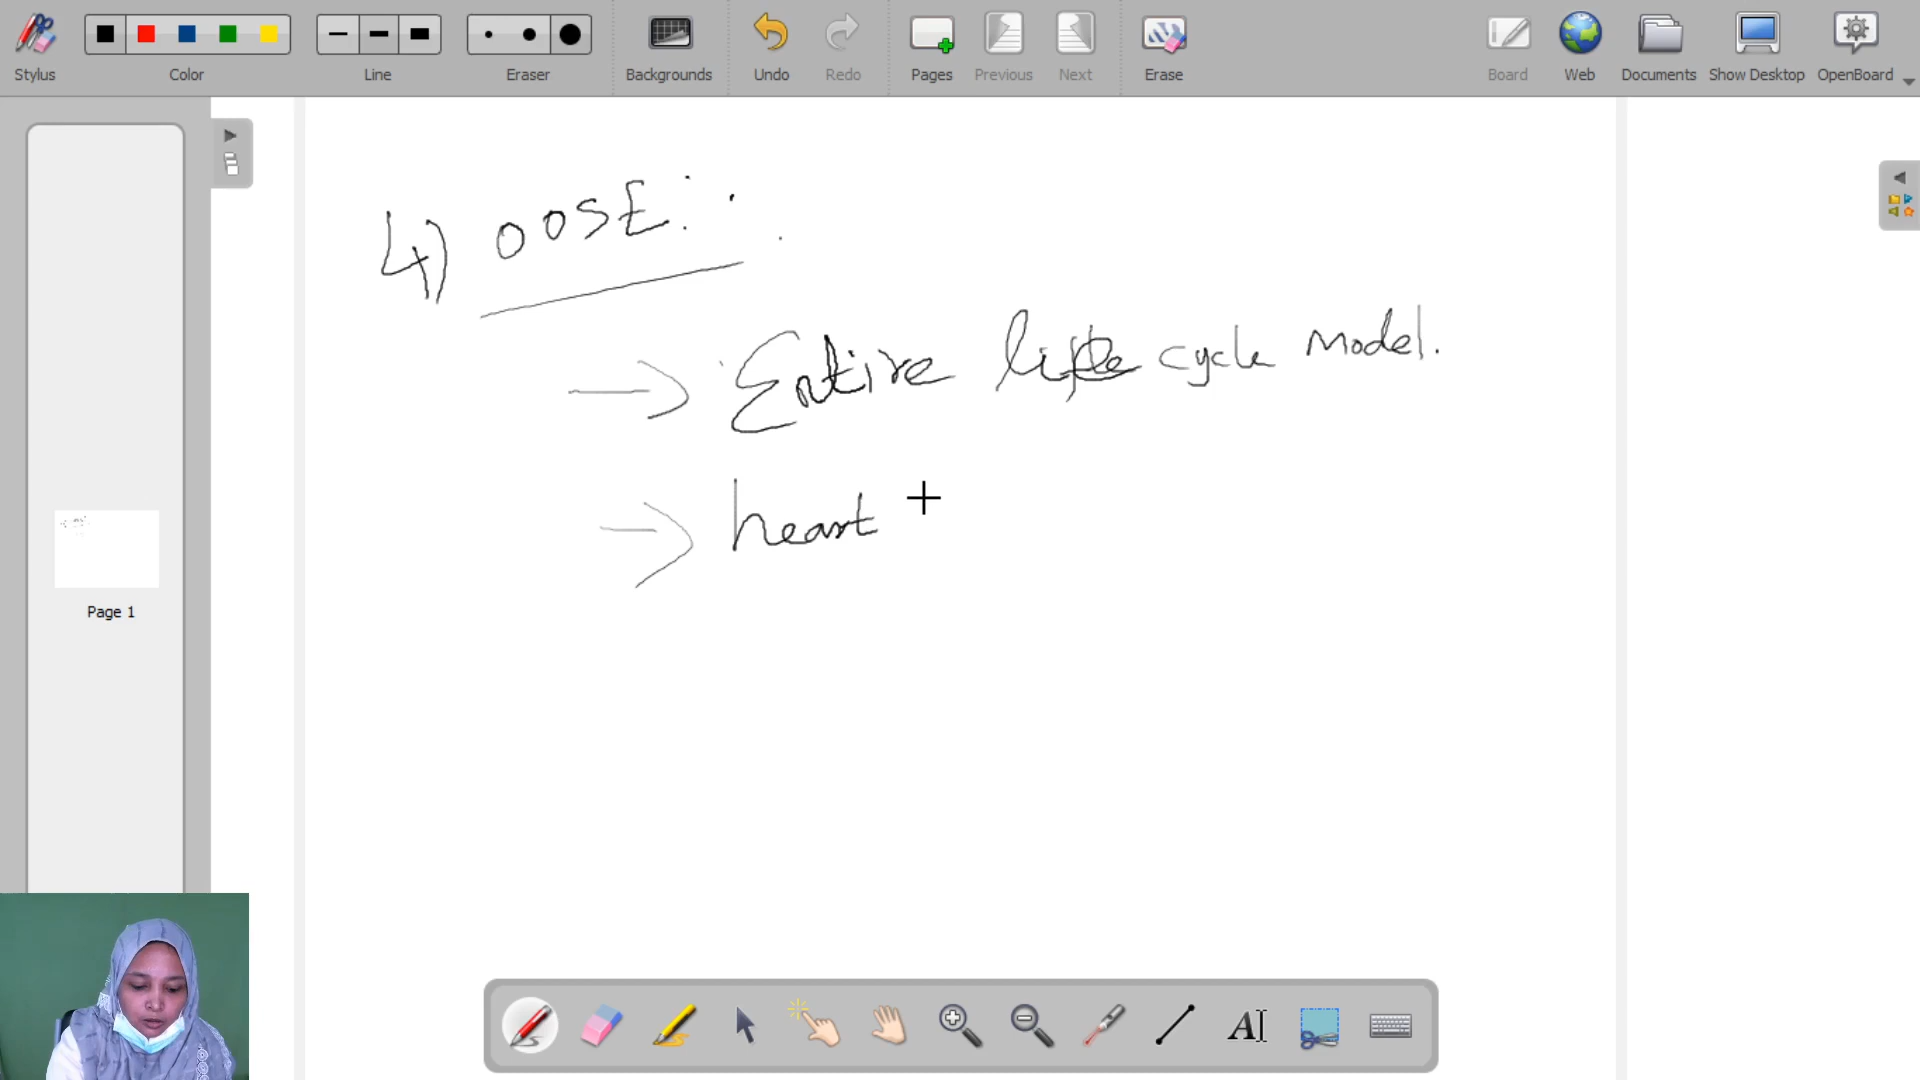 Stylus Color Line Eraser Backgrounds Undo Redo Pages Previous Next Erase Board Web Documents Show Desktop OpenBoard
4) OOSE :
→ Entire life cycle Model.
→ heart
Page 1